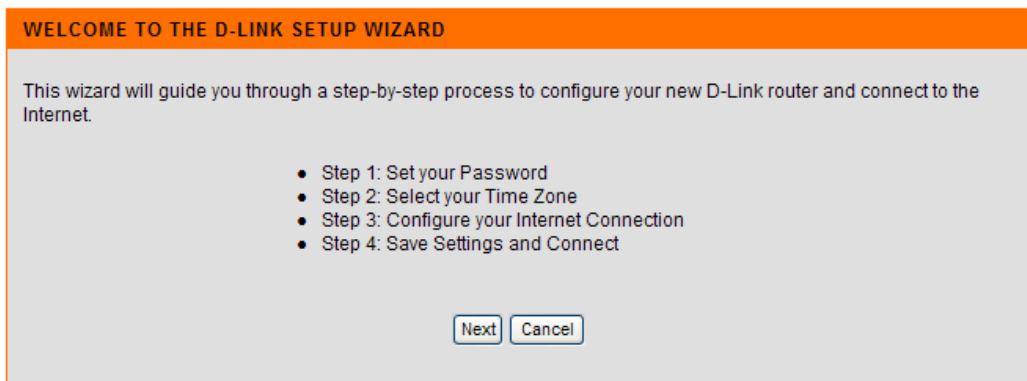 WELCOME TO THE D-LINK SETUP WIZARD
This wizard will guide you through a step-by-step process to configure your new D-Link router and connect to the
Internet.
• Step 1: Set your Password
• Step 2: Select your Time Zone
• Step 3: Configure your Internet Connection
• Step 4: Save Settings and Connect
Next Cancel